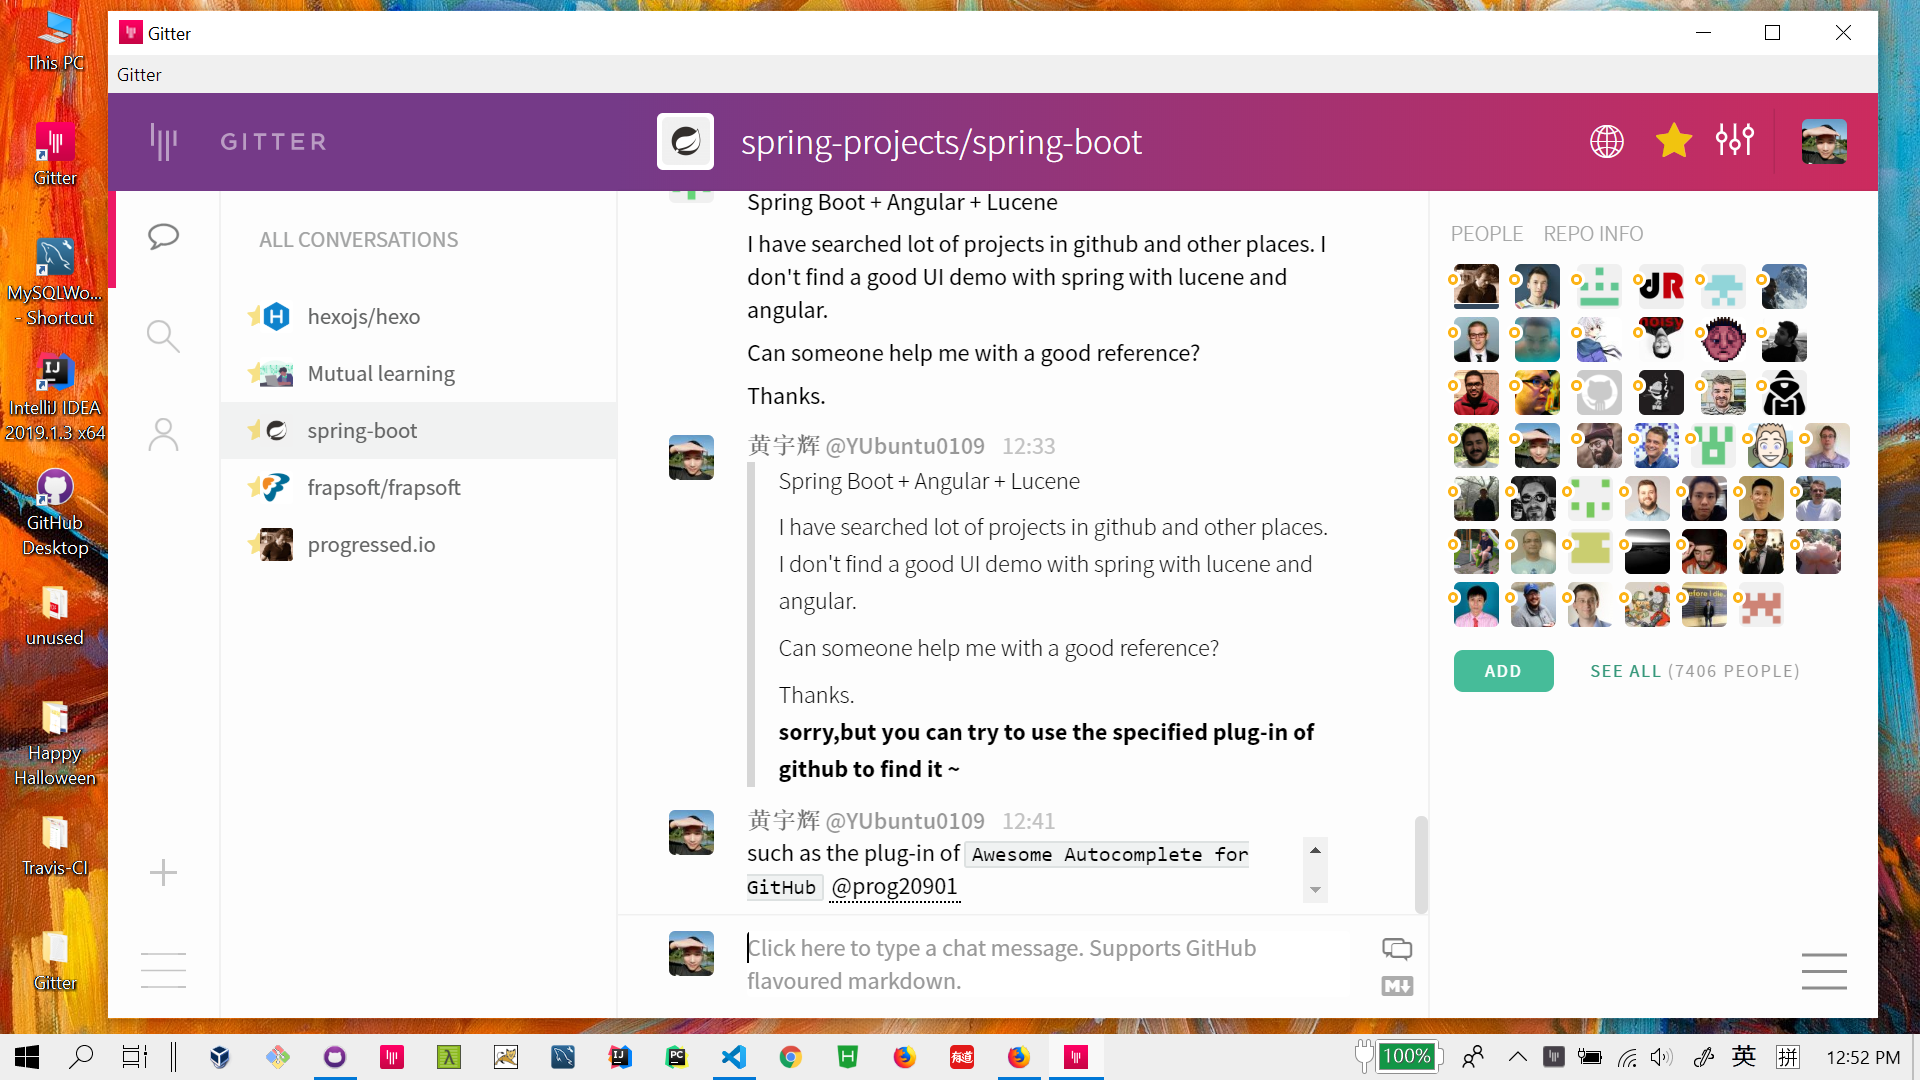 This PC
Gitter
MySQLWo...
- Shortcut
IntelliJ IDEA
2019.1.3 x64
GitHub
Desktop
unused
Happy
Halloween
Travis-CI
Gitter
Gitter
Gitter
GITTER
spring-projects/spring-boot
ALL CONVERSATIONS
hexojs/hexo
Mutual learning
spring-boot
frapsoft/frapsoft
progressed.io
Spring Boot + Angular + Lucene
I have searched lot of projects in github and other places. I
don't find a good UI demo with spring with lucene and
angular.
Can someone help me with a good reference?
Thanks.
黄宇辉 @YUbuntu0109 12:33
Spring Boot + Angular + Lucene
I have searched lot of projects in github and other places.
I don't find a good UI demo with spring with lucene and
angular.
Can someone help me with a good reference?
Thanks.
sorry,but you can try to use the specified plug-in of
github to find it ~
黄宇辉 @YUbuntu0109 12:41
such as the plug-in of Awesome Autocomplete for
GitHub @prog20901
Click here to type a chat message. Supports GitHub
flavoured markdown.
PEOPLE REPO INFO
ADD
SEE ALL (7406 PEOPLE)
100%
英
拼
12:52 PM